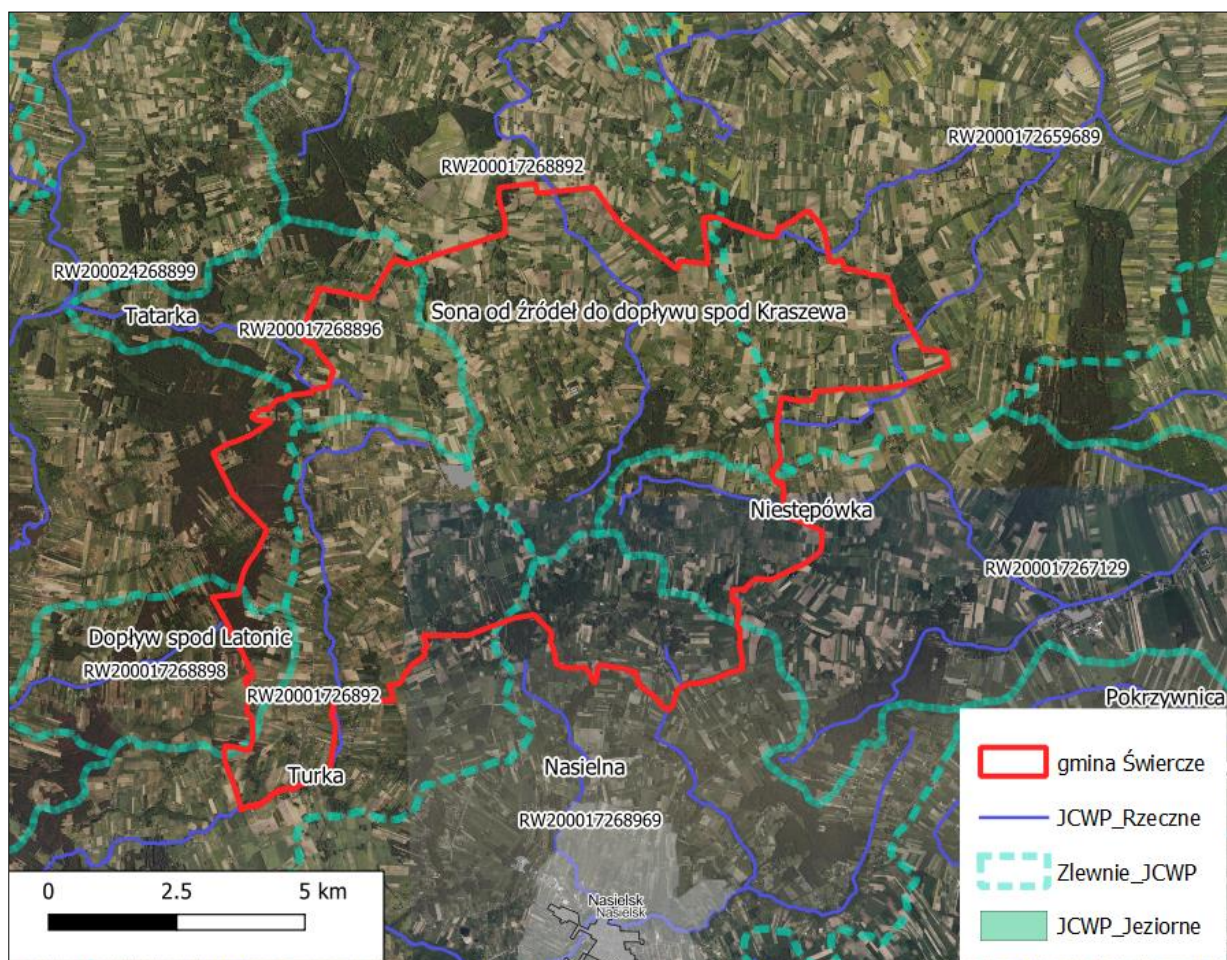 RW2000172659689
RW200017268892
RW200024268899
Tatarka
Sona od źródeł do dopływu spod Kraszewa
RW200017268896
Niestępówka
RW200017267129
Dopływ spod Latonic
RW200017268898
RW20001726892
Pokrzywnica
Turka
Nasielna
RW200017268969
Nasielsk
Nasielsk
0 2.5 5 km
gmina Świercze
JCWP_Rzeczne
Zlewnie_JCWP
JCWP_Jeziorne